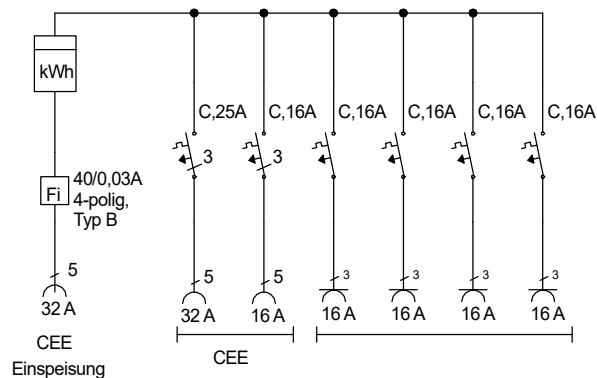 kWh
C,25A C,16A C,16A C,16A C,16A C,16A
3 3
Fi
40/0,03A
4-polig,
Typ B
5 5 5 3 3 3 3
32 A 32 A 16 A 16 A 16 A 16 A 16 A
CEE
Einspeisung
CEE